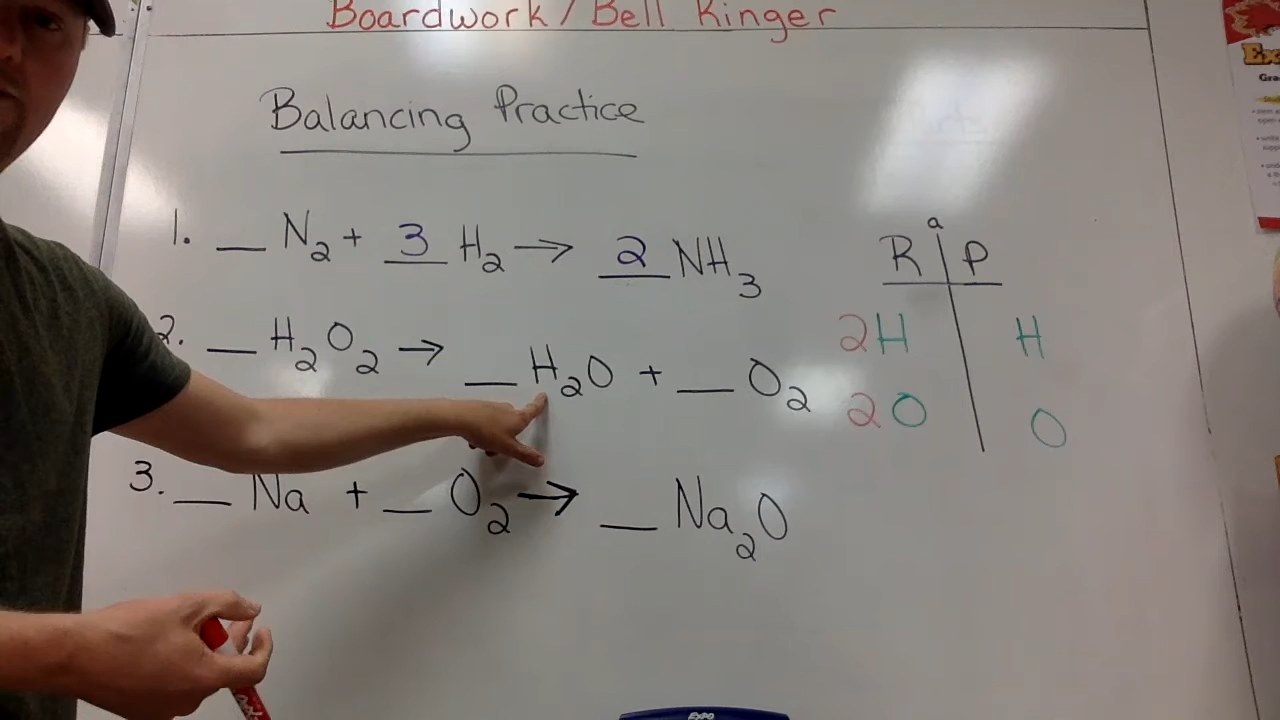 Boardwork / Bell Ringer
Balancing Practice
1. __ N2 + 3 H2 → 2 NH3
2. __ H2O2 → __ H2O + __ O2
3. __ Na + __ O2 → __ Na2O
a
R | P
2H | H
2O | O
Expo